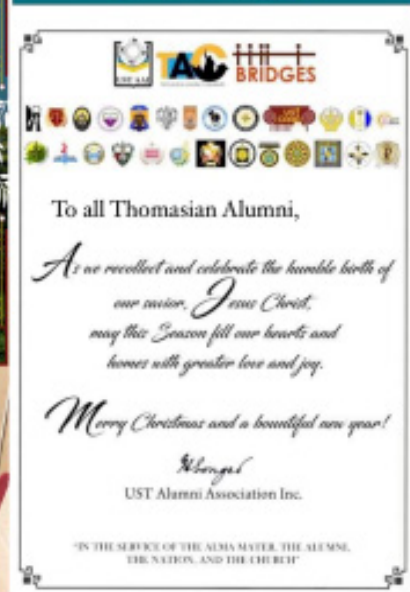 UST AAI
TAC
BRIDGES
To all Thomasian Alumni,
As we recollect and celebrate the humble birth of
our savior, Jesus Christ,
may this Season fill our hearts and
homes with greater love and joy.
Merry Christmas and a bountiful new year!
UST Alumni Association Inc.
"IN THE SERVICE OF THE ALMA MATER, THE ALUMNI,
THE NATION, AND THE CHURCH"